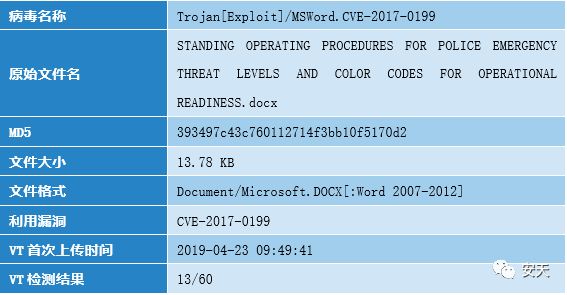 病毒名称 Trojan[Exploit]/MSWord.CVE-2017-0199
原始文件名 STANDING OPERATING PROCEDURES FOR POLICE EMERGENCY
THREAT LEVELS AND COLOR CODES FOR OPERATIONAL
READINESS.docx
MD5 393497c43c760112714f3bb10f5170d2
文件大小 13.78 KB
文件格式 Document/Microsoft.DOCX[:Word 2007-2012]
利用漏洞 CVE-2017-0199
VT 首次上传时间 2019-04-23 09:49:41
VT 检测结果 13/60
安天